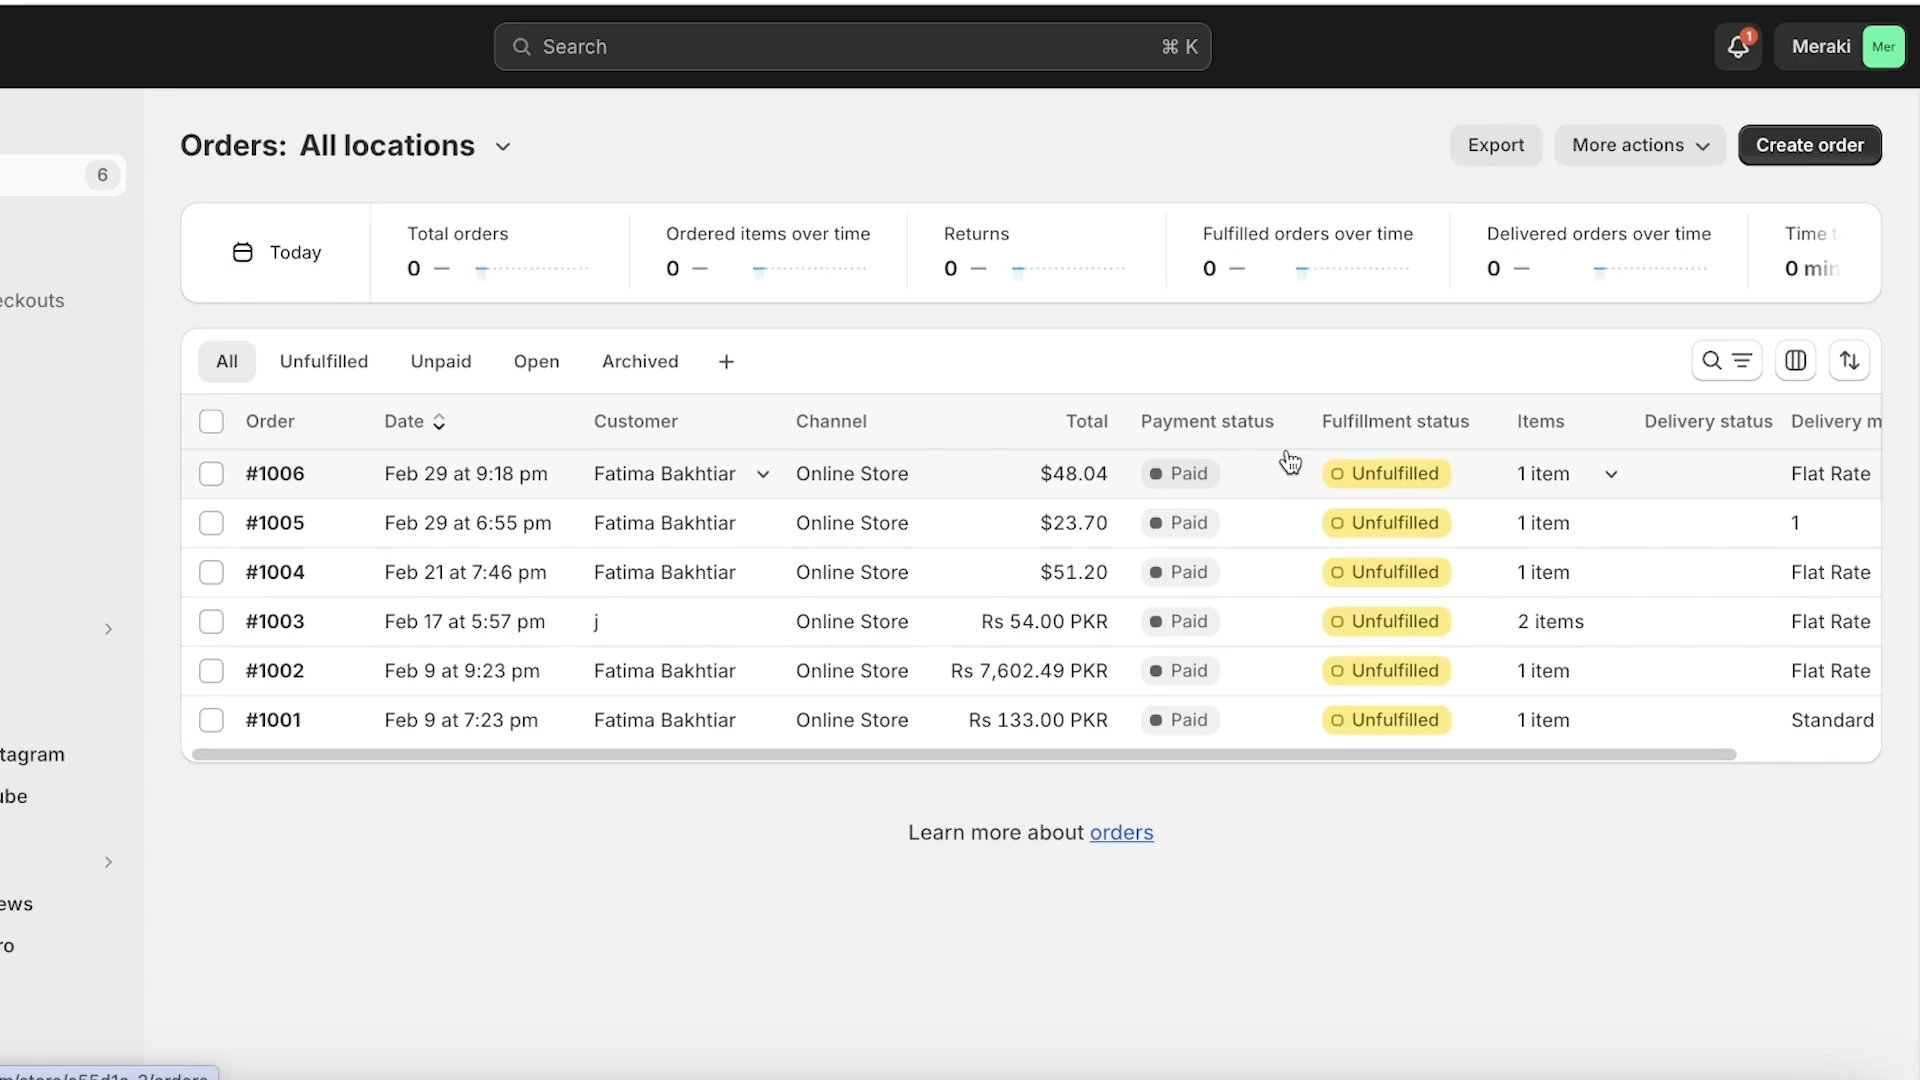 Search ⌘ K 1 Meraki Mer
Orders: All locations Export More actions Create order
6
Today
Total orders
0 —
Ordered items over time
0 —
Returns
0 —
Fulfilled orders over time
0 —
Delivered orders over time
0 —
Time
0 min
eckouts
All Unfulfilled Unpaid Open Archived +
Order Date Customer Channel Total Payment status Fulfillment status Items Delivery status Delivery m
#1006 Feb 29 at 9:18 pm Fatima Bakhtiar Online Store $48.04 Paid Unfulfilled 1 item Flat Rate
#1005 Feb 29 at 6:55 pm Fatima Bakhtiar Online Store $23.70 Paid Unfulfilled 1 item 1
#1004 Feb 21 at 7:46 pm Fatima Bakhtiar Online Store $51.20 Paid Unfulfilled 1 item Flat Rate
#1003 Feb 17 at 5:57 pm j Online Store Rs 54.00 PKR Paid Unfulfilled 2 items Flat Rate
#1002 Feb 9 at 9:23 pm Fatima Bakhtiar Online Store Rs 7,602.49 PKR Paid Unfulfilled 1 item Flat Rate
#1001 Feb 9 at 7:23 pm Fatima Bakhtiar Online Store Rs 133.00 PKR Paid Unfulfilled 1 item Standard
tagram
ube
Learn more about orders
ews
ro